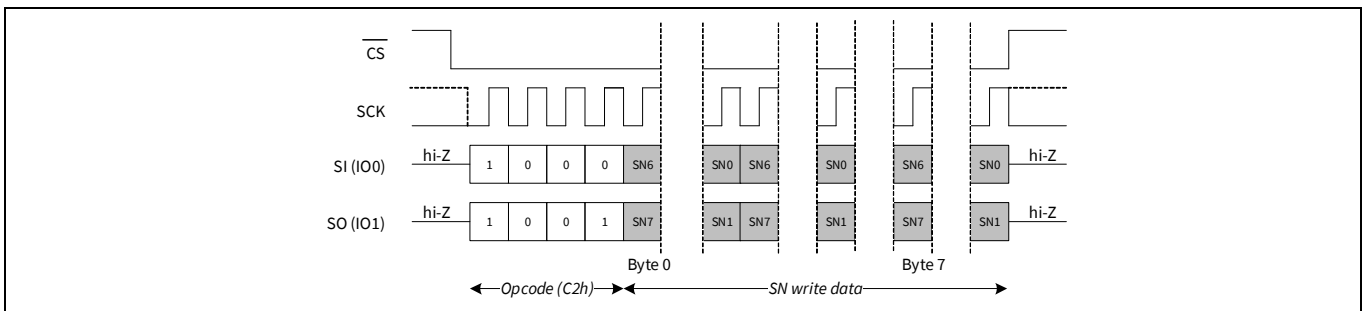 CS
SCK
SI (IO0) hi-Z 1 0 0 0 SN6 SN0 SN6 SN0 SN6 SN0 hi-Z
SO (IO1) hi-Z 1 0 0 1 SN7 SN1 SN7 SN1 SN7 SN1 hi-Z
Byte 0 Byte 7
Opcode (C2h) SN write data